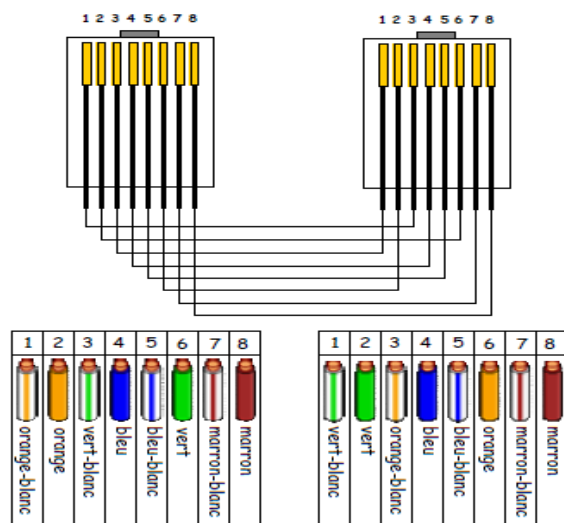 1 2 3 4 5 6 7 8
1 2 3 4 5 6 7 8
1 2 3 4 5 6 7 8
orange-blanc
orange
vert-blanc
bleu
bleu-blanc
vert
marron-blanc
marron
1 2 3 4 5 6 7 8
vert-blanc
vert
orange-blanc
bleu
bleu-blanc
orange
marron-blanc
marron